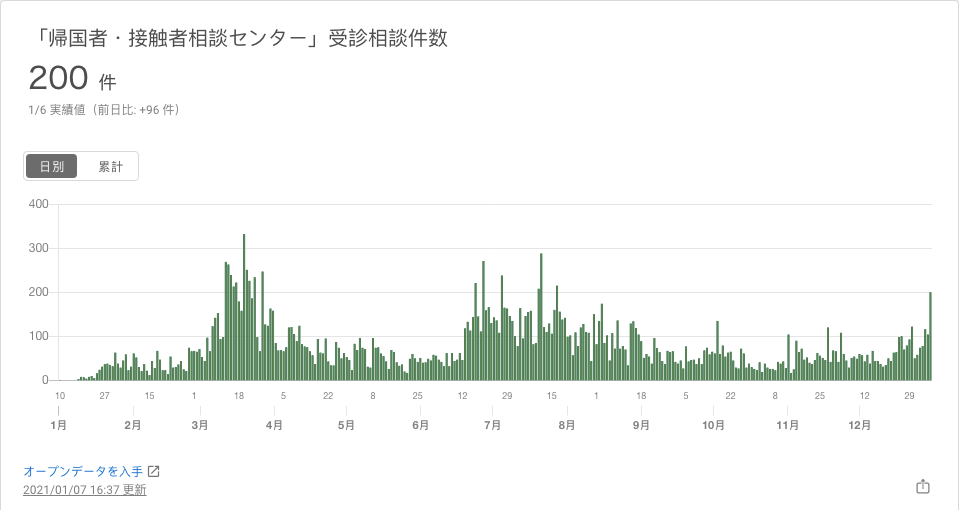 「帰国者・接触者相談センター」受診相談件数
200 件
1/6 実績値（前日比: +96 件）
日別 累計
400
300
200
100
0
10 27 15 1 18 5 22 8 25 12 29 16 1 18 5 22 8 25 12 29
1月 2月 3月 4月 5月 6月 7月 8月 9月 10月 11月 12月
オープンデータを入手
2021/01/07 16:37 更新